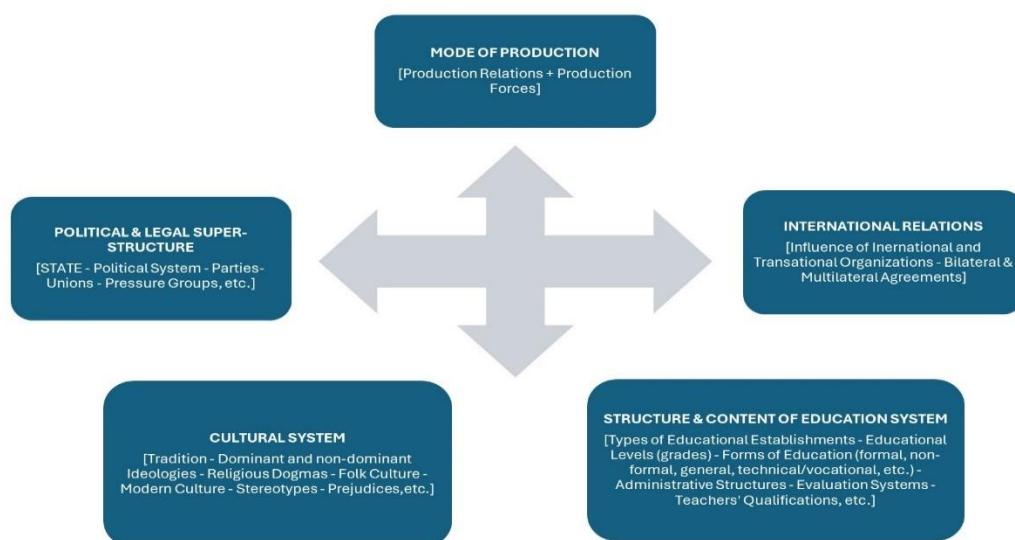 MODE OF PRODUCTION
[Production Relations + Production
Forces]
POLITICAL & LEGAL SUPER-
STRUCTURE
[STATE - Political System - Parties-
Unions - Pressure Groups, etc.]
INTERNATIONAL RELATIONS
[Influence of Inernational and
Transational Organizations - Bilateral &
Multilateral Agreements]
CULTURAL SYSTEM
[Tradition - Dominant and non-dominant
Ideologies - Religious Dogmas - Folk Culture -
Modern Culture - Stereotypes - Prejudices,etc.]
STRUCTURE & CONTENT OF EDUCATION SYSTEM
[Types of Educational Establishments - Educational
Levels (grades) - Forms of Education (formal, non-
formal, general, technical/vocational, etc.) -
Administrative Structures - Evaluation Systems -
Teachers' Qualifications, etc.]